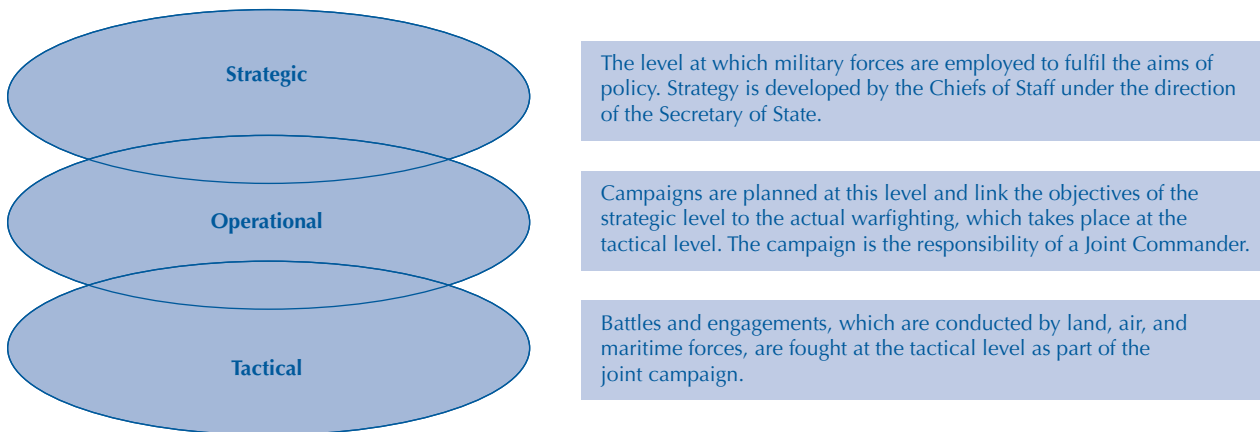 Strategic
The level at which military forces are employed to fulfil the aims of
policy. Strategy is developed by the Chiefs of Staff under the direction
of the Secretary of State.
Operational
Campaigns are planned at this level and link the objectives of the
strategic level to the actual warfighting, which takes place at the
tactical level. The campaign is the responsibility of a Joint Commander.
Tactical
Battles and engagements, which are conducted by land, air, and
maritime forces, are fought at the tactical level as part of the
joint campaign.